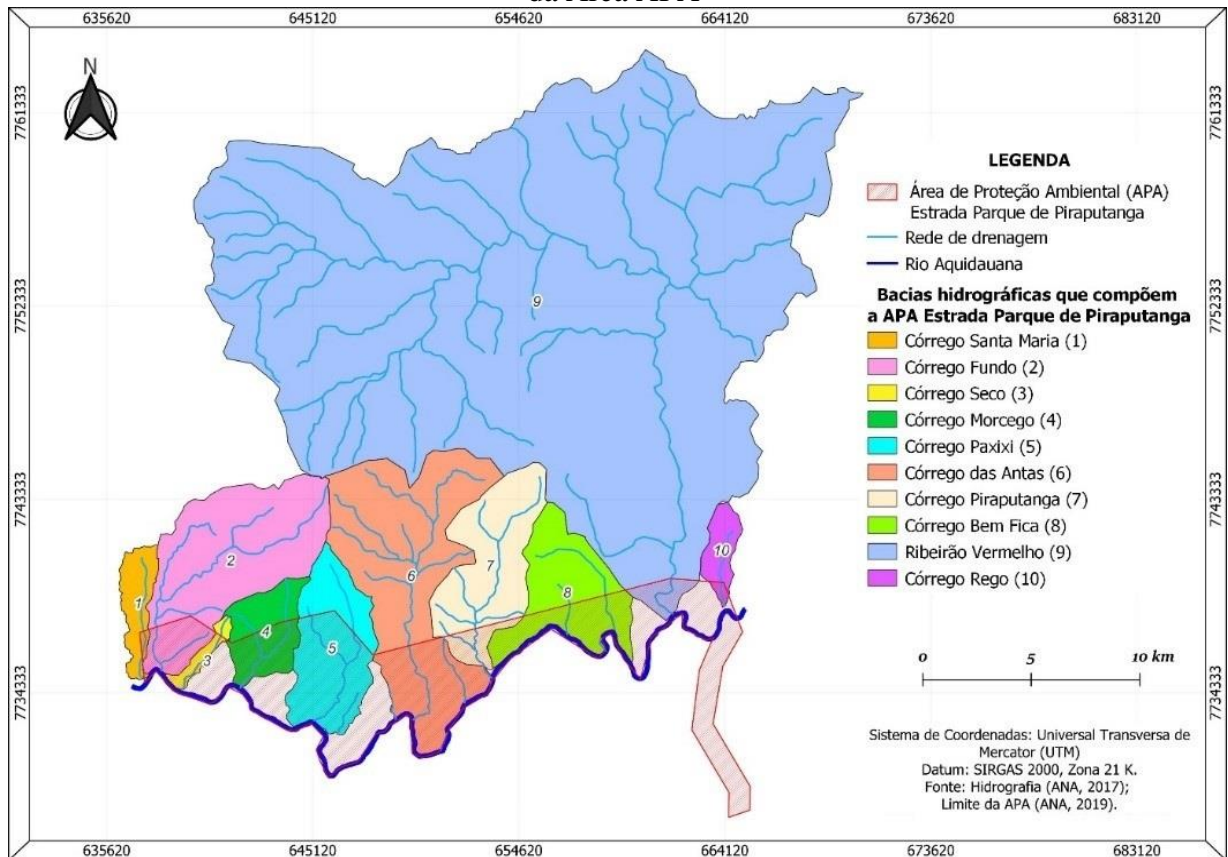 da Área APA
635620 645120 654620 664120 673620 683120
N
7761333 7761333
7752333 7752333
7743333 7743333
7734333 7734333
9
2
1
3
4
5
6
7
8
10
LEGENDA
Área de Proteção Ambiental (APA)
Estrada Parque de Piraputanga
Rede de drenagem
Rio Aquidauana
Bacias hidrográficas que compõem
a APA Estrada Parque de Piraputanga
Córrego Santa Maria (1)
Córrego Fundo (2)
Córrego Seco (3)
Córrego Morcego (4)
Córrego Paxixi (5)
Córrego das Antas (6)
Córrego Piraputanga (7)
Córrego Bem Fica (8)
Ribeirão Vermelho (9)
Córrego Rego (10)
0 5 10 km
Sistema de Coordenadas: Universal Transversa de
Mercator (UTM)
Datum: SIRGAS 2000, Zona 21 K.
Fonte: Hidrografia (ANA, 2017);
Limite da APA (ANA, 2019).
635620 645120 654620 664120 673620 683120